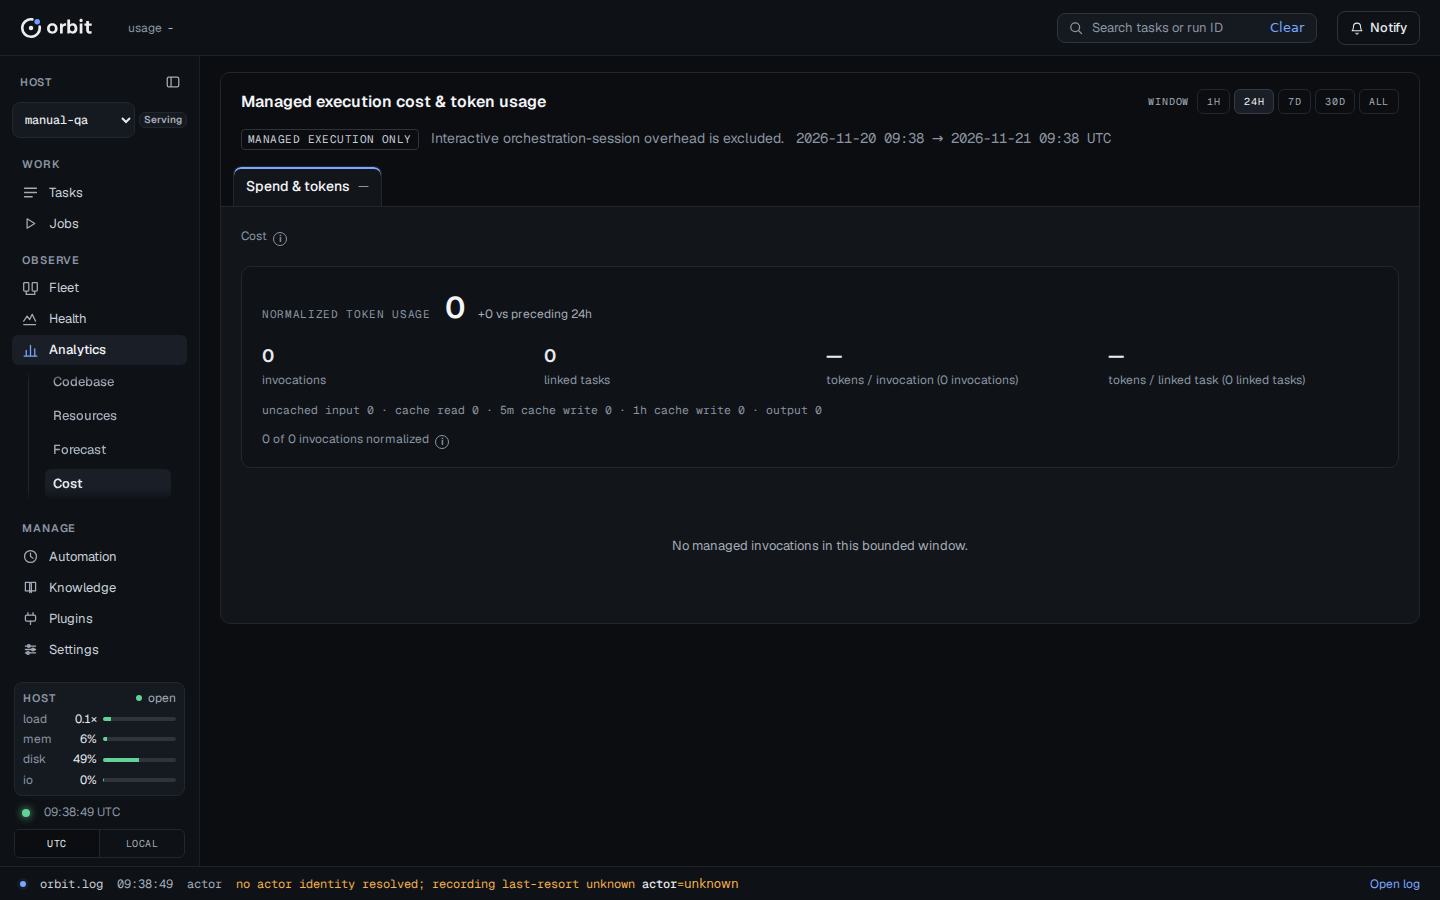 orbit
usage -
Search tasks or run ID
Clear
Notify
HOST
manual-qa
Serving
WORK
Tasks
Jobs
OBSERVE
Fleet
Health
Analytics
Codebase
Resources
Forecast
Cost
MANAGE
Automation
Knowledge
Plugins
Settings
HOST
open
load 0.1×
mem 6%
disk 49%
io 0%
09:38:49 UTC
UTC
LOCAL
Managed execution cost & token usage
WINDOW 1H 24H 7D 30D ALL
MANAGED EXECUTION ONLY Interactive orchestration-session overhead is excluded. 2026-11-20 09:38 → 2026-11-21 09:38 UTC
Spend & tokens —
Cost
NORMALIZED TOKEN USAGE 0 +0 vs preceding 24h
0 0 — —
invocations linked tasks tokens / invocation (0 invocations) tokens / linked task (0 linked tasks)
uncached input 0 · cache read 0 · 5m cache write 0 · 1h cache write 0 · output 0
0 of 0 invocations normalized
No managed invocations in this bounded window.
orbit.log 09:38:49 actor no actor identity resolved; recording last-resort unknown actor=unknown
Open log